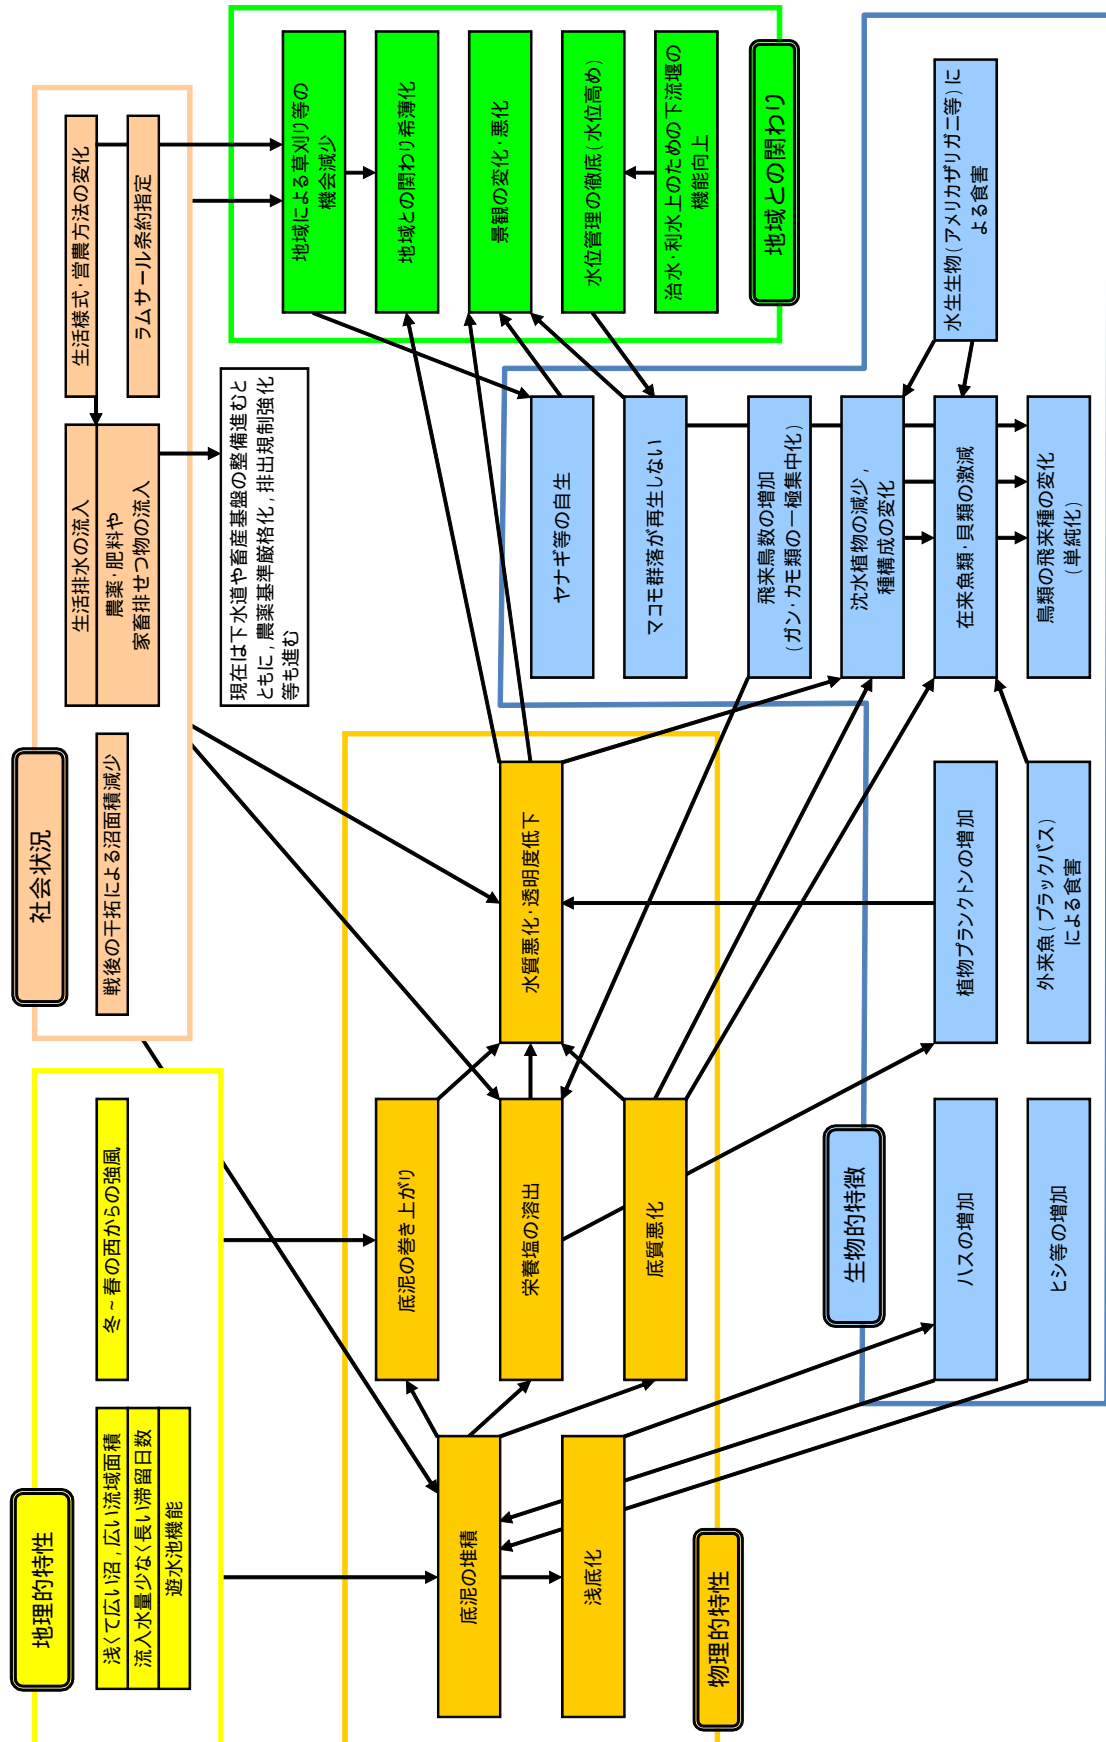 地理的特性
浅くて広い沼，広い流域面積
流入水量少なく長い滞留日数
遊水池機能
冬～春の西からの強風
社会状況
戦後の干拓による沼面積減少
生活排水の流入
農薬・肥料や
家畜排せつ物の流入
生活様式・営農方法の変化
ラムサール条約指定
現在は下水道や畜産基盤の整備進むと
ともに，農薬基準厳格化，排出規制強化
等も進む
地域による草刈り等の
機会減少
地域との関わり希薄化
景観の変化・悪化
水位管理の徹底（水位高め）
治水・利水上のための下流堰の
機能向上
地域との関わり
底泥の堆積
浅底化
底泥の巻き上がり
栄養塩の溶出
底質悪化
水質悪化・透明度低下
物理的特性
ヤナギ等の自生
マコモ群落が再生しない
飛来鳥数の増加
（ガン・カモ類の一極集中化）
沈水植物の減少，
種構成の変化
在来魚類・貝類の激減
鳥類の飛来種の変化
（単純化）
水生生物（アメリカザリガニ等）に
よる食害
植物プランクトンの増加
外来魚（ブラックバス）
による食害
ハスの増加
ヒシ等の増加
生物的特徴